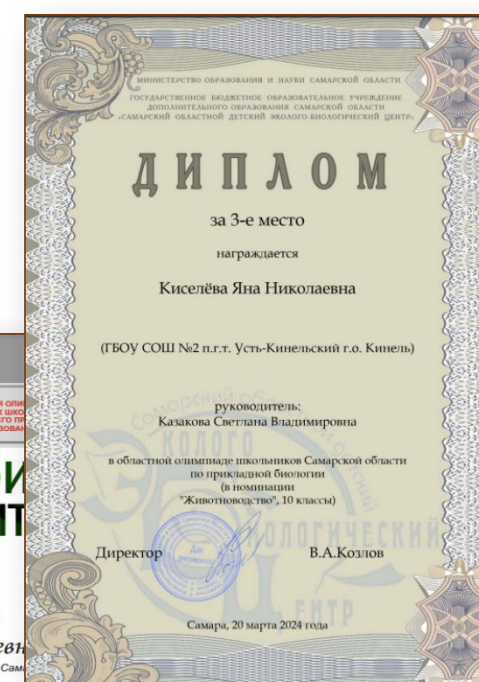 МИНИСТЕРСТВО ОБРАЗОВАНИЯ И НАУКИ САМАРСКОЙ ОБЛАСТИ
ГОСУДАРСТВЕННОЕ БЮДЖЕТНОЕ ОБРАЗОВАТЕЛЬНОЕ УЧРЕЖДЕНИЕ
ДОПОЛНИТЕЛЬНОГО ОБРАЗОВАНИЯ САМАРСКОЙ ОБЛАСТИ
«САМАРСКИЙ ОБЛАСТНОЙ ДЕТСКИЙ ЭКОЛОГО-БИОЛОГИЧЕСКИЙ ЦЕНТР»
ДИПЛОМ
за 3-е место
награждается
Киселёва Яна Николаевна
(ГБОУ СОШ №2 п.г.т. Усть-Кинельский г.о. Кинель)
руководитель:
Казакова Светлана Владимировна
в областной олимпиаде школьников Самарской области
по прикладной биологии
(в номинации
"Животноводство", 10 классы)
Директор В.А.Козлов
Для
документов
Самара, 20 марта 2024 года